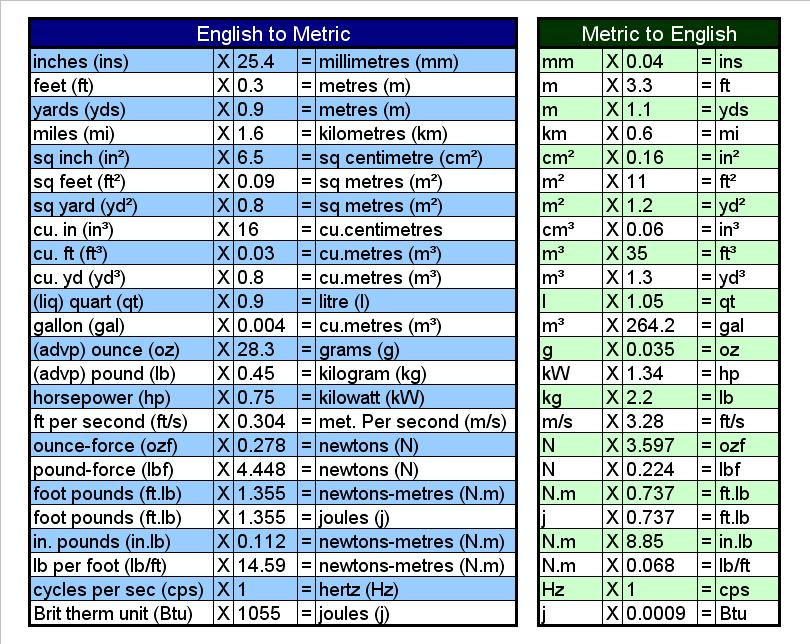 English to Metric
inches (ins) X 25.4 = millimetres (mm)
feet (ft) X 0.3 = metres (m)
yards (yds) X 0.9 = metres (m)
miles (mi) X 1.6 = kilometres (km)
sq inch (in²) X 6.5 = sq centimetre (cm²)
sq feet (ft²) X 0.09 = sq metres (m²)
sq yard (yd²) X 0.8 = sq metres (m²)
cu. in (in³) X 16 = cu.centimetres
cu. ft (ft³) X 0.03 = cu.metres (m³)
cu. yd (yd³) X 0.8 = cu.metres (m³)
(liq) quart (qt) X 0.9 = litre (l)
gallon (gal) X 0.004 = cu.metres (m³)
(advp) ounce (oz) X 28.3 = grams (g)
(advp) pound (lb) X 0.45 = kilogram (kg)
horsepower (hp) X 0.75 = kilowatt (kW)
ft per second (ft/s) X 0.304 = met. Per second (m/s)
ounce-force (ozf) X 0.278 = newtons (N)
pound-force (lbf) X 4.448 = newtons (N)
foot pounds (ft.lb) X 1.355 = newtons-metres (N.m)
foot pounds (ft.lb) X 1.355 = joules (j)
in. pounds (in.lb) X 0.112 = newtons-metres (N.m)
lb per foot (lb/ft) X 14.59 = newtons-metres (N.m)
cycles per sec (cps) X 1 = hertz (Hz)
Brit therm unit (Btu) X 1055 = joules (j)
Metric to English
mm X 0.04 = ins
m X 3.3 = ft
m X 1.1 = yds
km X 0.6 = mi
cm² X 0.16 = in²
m² X 11 = ft²
m² X 1.2 = yd²
cm³ X 0.06 = in³
m³ X 35 = ft³
m³ X 1.3 = yd³
l X 1.05 = qt
m³ X 264.2 = gal
g X 0.035 = oz
kW X 1.34 = hp
kg X 2.2 = lb
m/s X 3.28 = ft/s
N X 3.597 = ozf
N X 0.224 = lbf
N.m X 0.737 = ft.lb
j X 0.737 = ft.lb
N.m X 8.85 = in.lb
N.m X 0.068 = lb/ft
Hz X 1 = cps
j X 0.0009 = Btu